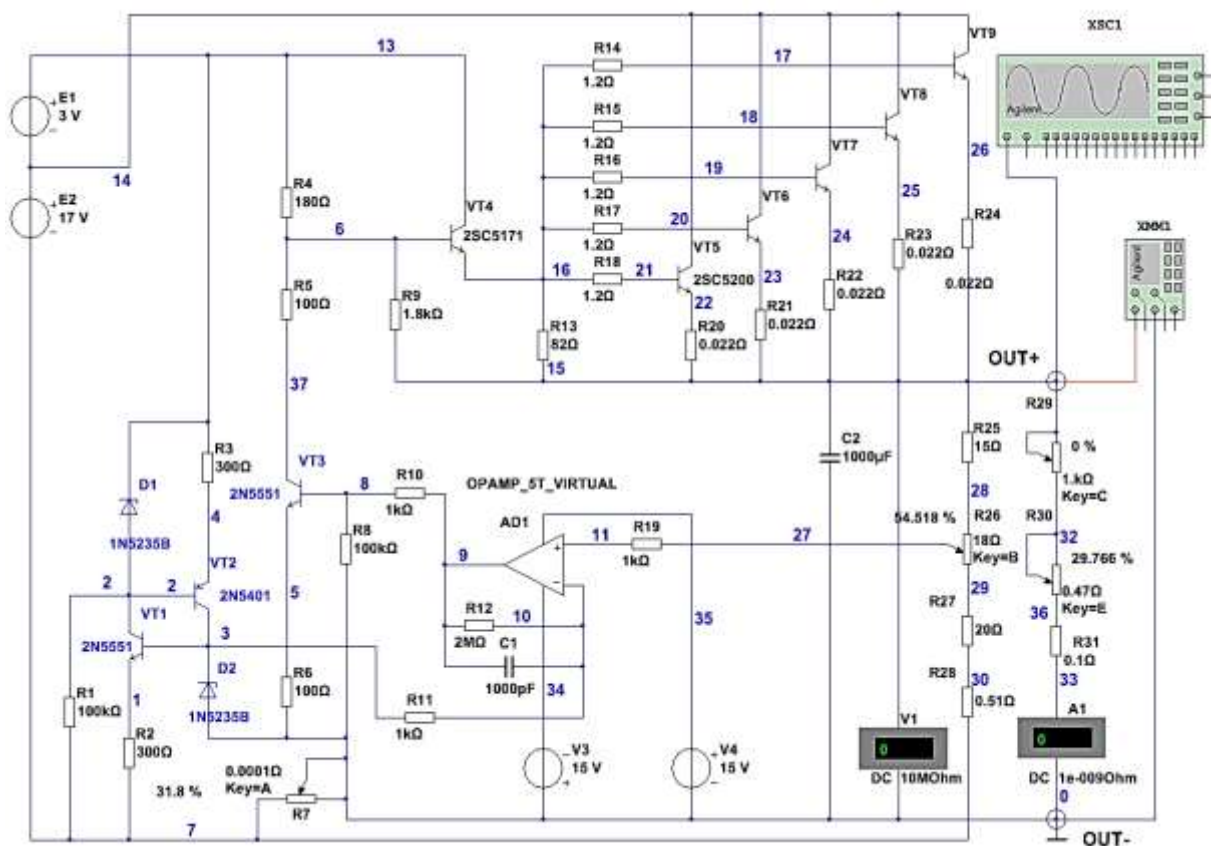 XSC1
Agilent
VT9
13
R14
1.2Ω
17
E1
3 V
VT8
R15
1.2Ω
18
26
14
VT7
R16
1.2Ω
19
25
E2
17 V
R4
180Ω
VT4
VT6
R17
1.2Ω
20
24
R24
0.022Ω
XMM1
Agilent
6
2SC5171
VT5
R23
0.022Ω
16
R18
1.2Ω
21
2SC5200
23
R22
0.022Ω
R5
100Ω
R9
1.8kΩ
22
R21
0.022Ω
R13
82Ω
R20
0.022Ω
15
OUT+
37
R29
0 %
1.kΩ
Key=C
R3
300Ω
VT3
C2
1000µF
R25
15Ω
D1
1N5235B
2N5551
8
R10
1kΩ
OPAMP_5T_VIRTUAL
AD1
28
4
R8
100kΩ
9
11
R19
1kΩ
27
54.518 %
R26
18Ω
Key=B
R30
32
29.766 %
0.47Ω
Key=E
VT2
2N5401
2
2
5
29
VT1
2N5551
3
R12
2MΩ
10
35
R27
20Ω
36
R31
0.1Ω
D2
1N5235B
C1
1000pF
34
R28
0.51Ω
30
33
R1
100kΩ
1
R6
100Ω
R11
1kΩ
V1
0
A1
0
R2
300Ω
V3
15 V
V4
15 V
DC 10MOhm
DC 1e-009Ohm
0.0001Ω
Key=A
31.8 %
R7
7
0
OUT-